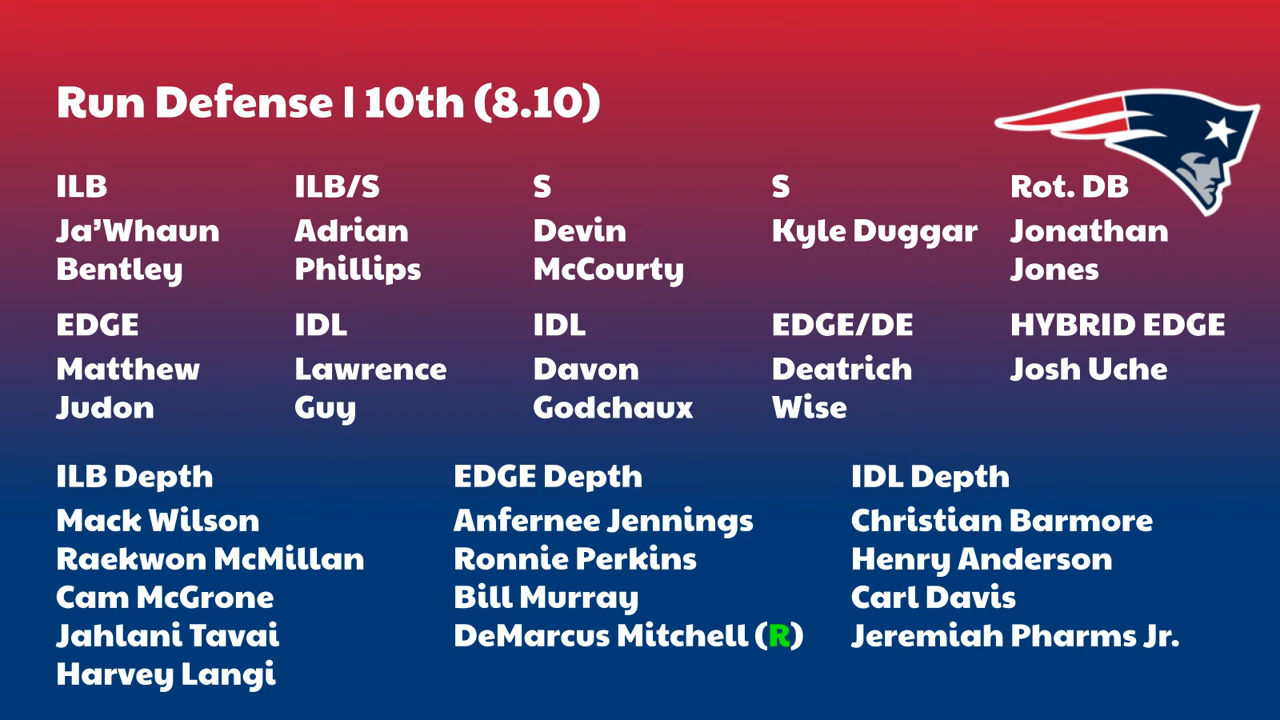 Run Defense | 10th (8.10)
ILB
Ja'Whaun
Bentley
ILB/S
Adrian
Phillips
S
Devin
McCourty
S
Kyle Duggar
Rot. DB
Jonathan
Jones
EDGE
Matthew
Judon
IDL
Lawrence
Guy
IDL
Davon
Godchaux
EDGE/DE
Deatrich
Wise
HYBRID EDGE
Josh Uche
ILB Depth
Mack Wilson
Raekwon McMillan
Cam McGrone
Jahlani Tavai
Harvey Langi
EDGE Depth
Anfernee Jennings
Ronnie Perkins
Bill Murray
DeMarcus Mitchell (R)
IDL Depth
Christian Barmore
Henry Anderson
Carl Davis
Jeremiah Pharms Jr.